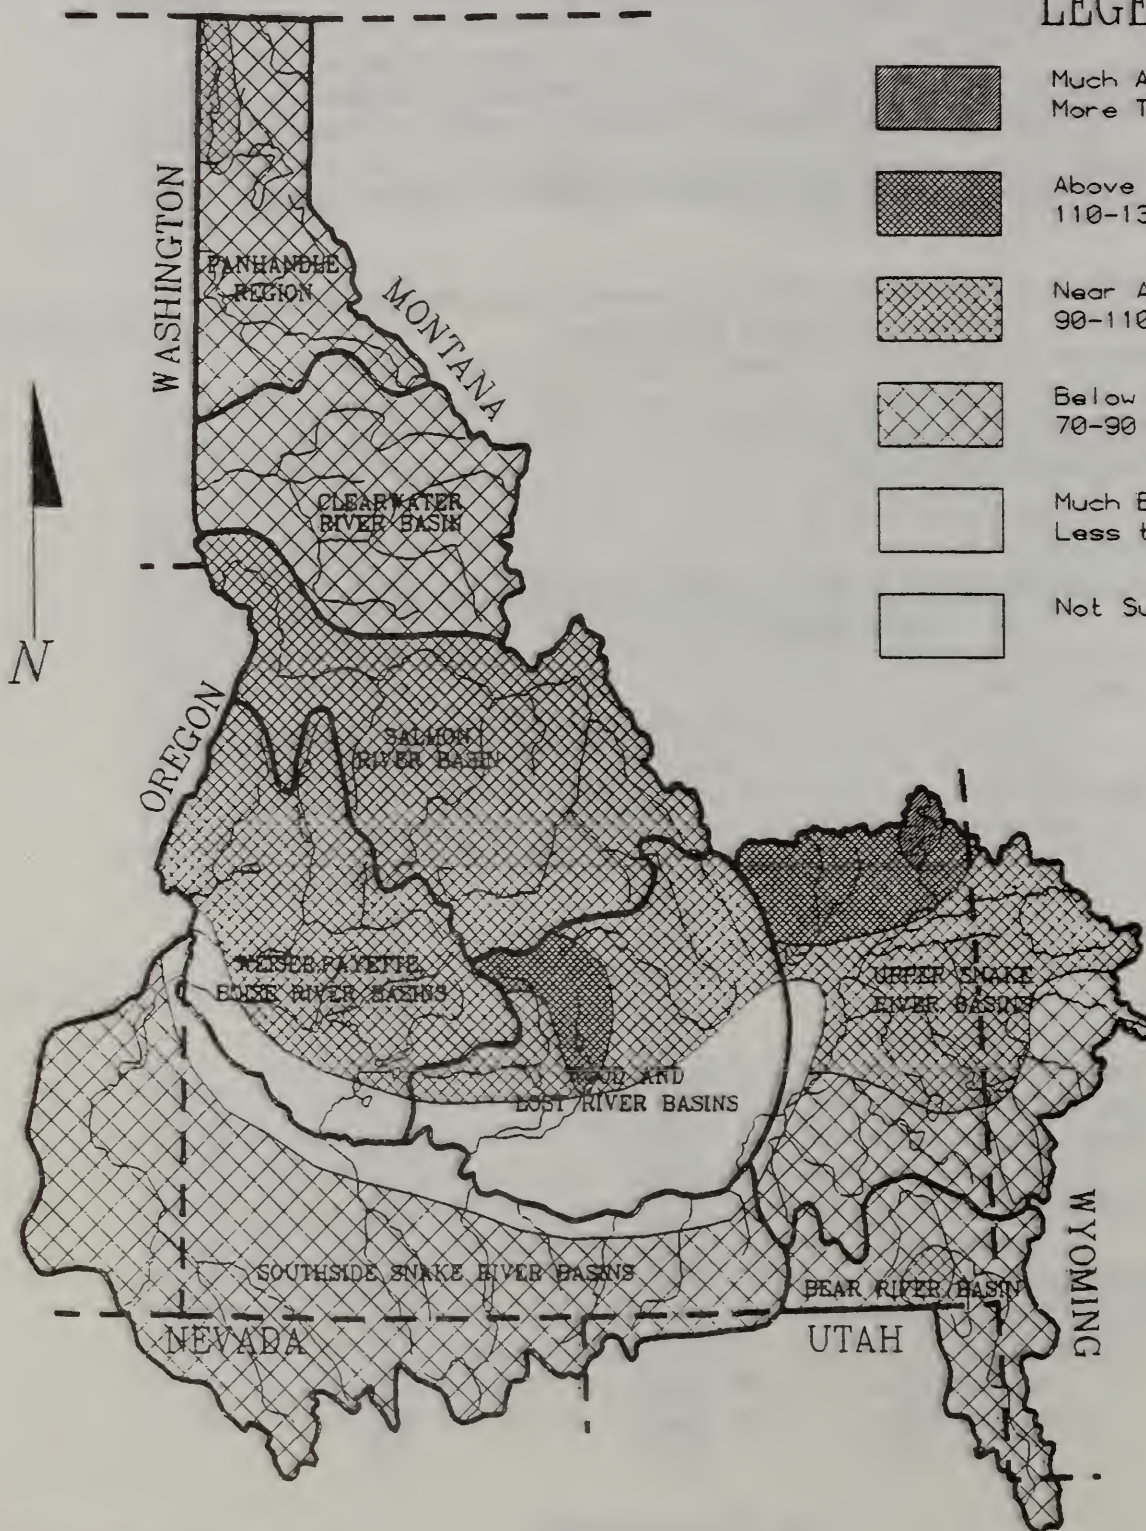 LEGE
Much A
More T
Above
110-13
Near A
90-110
Below
70-90
Much B
Less t
Not Su
WASHINGTON
PANHANDLE
REGION
MONTANA
CLEARWATER
RIVER BASIN
N
OREGON
SALMON
RIVER BASIN
WEISER, PAYETTE,
BOISE RIVER BASINS
UPPER SNAKE
RIVER BASINS
WOOD AND
LOST RIVER BASINS
SOUTHSIDE SNAKE RIVER BASINS
BEAR RIVER BASIN
WYOMING
NEVADA
UTAH